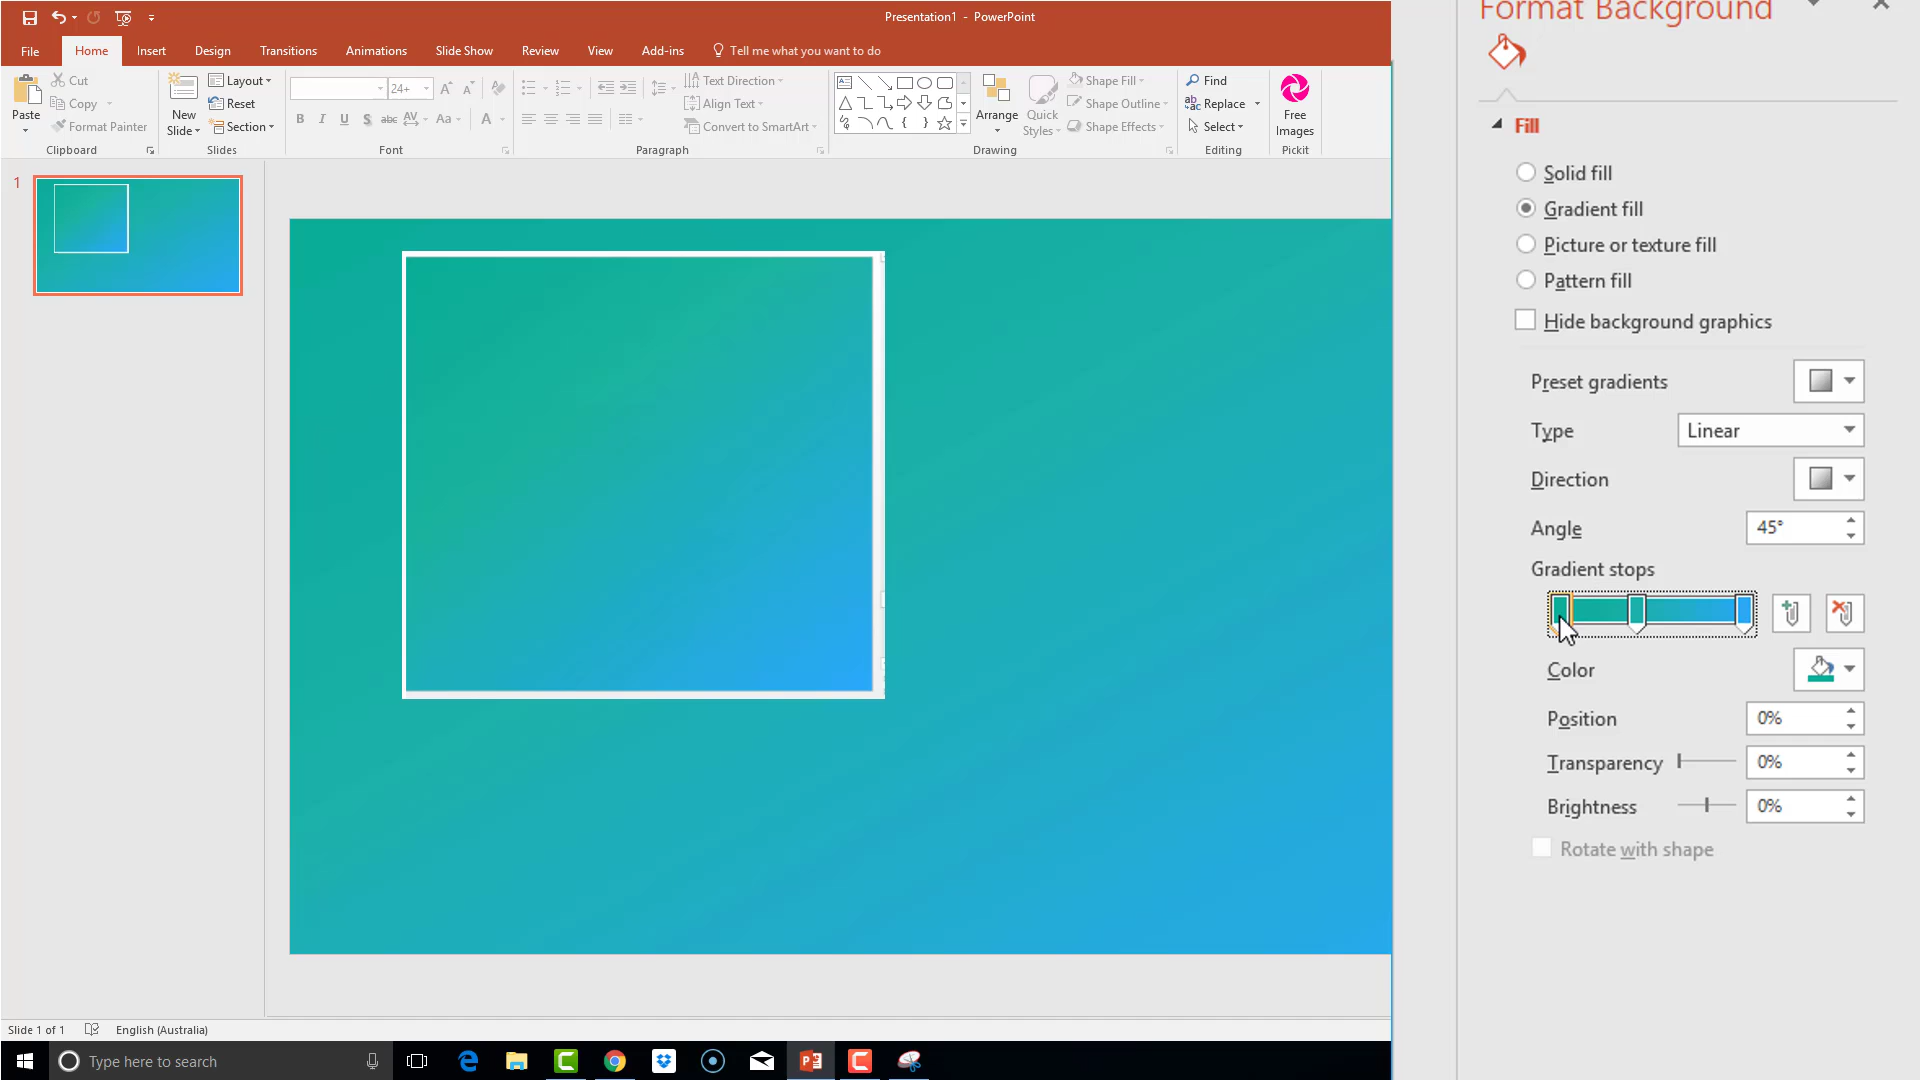 Presentation1 - PowerPoint
File Home Insert Design Transitions Animations Slide Show Review View Add-ins Tell me what you want to do
Paste
Cut
Copy
Format Painter
Clipboard
New
Slide
Layout
Reset
Section
Slides
24+
B I U S abc AV Aa A
Font
Text Direction
Align Text
Convert to SmartArt
Paragraph
Arrange
Quick
Styles
Shape Fill
Shape Outline
Shape Effects
Drawing
Find
Replace
Select
Editing
Free
Images
Pickit
1
Format Background
Fill
Solid fill
Gradient fill
Picture or texture fill
Pattern fill
Hide background graphics
Preset gradients
Type Linear
Direction
Angle 45°
Gradient stops
Color
Position 0%
Transparency 0%
Brightness 0%
Rotate with shape
Slide 1 of 1 English (Australia)
Type here to search